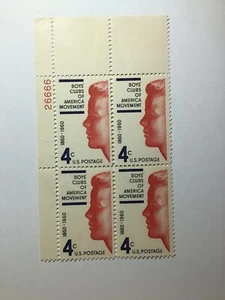 26666
BOYS'
CLUBS
OF
AMERICA
MOVEMENT
1860-1960
4c
U.S. POSTAGE
BOYS'
CLUBS
OF
AMERICA
MOVEMENT
1860-1960
4c
U.S. POSTAGE
BOYS'
CLUBS
OF
AMERICA
MOVEMENT
1860-1960
4c
U.S. POSTAGE
BOYS'
CLUBS
OF
AMERICA
MOVEMENT
1860-1960
4c
U.S. POSTAGE